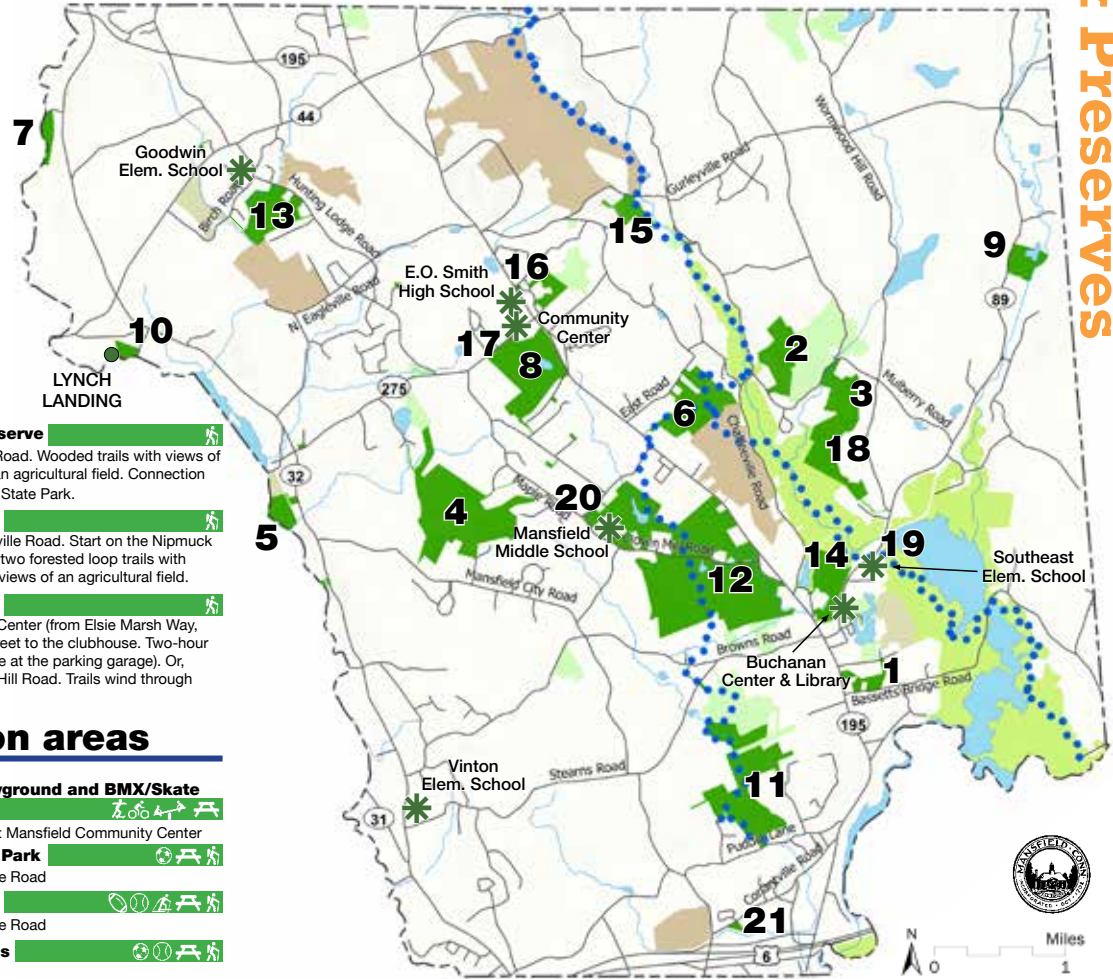 : Preserves
195
44
7
Goodwin
Elem. School
Birch Road
13
Hunting Lodge Road
Gurleyville Road
Wormwood Hill Road
15
9
89
E.O. Smith
High School
16
N. Eagleville Road
Community
Center
17
8
10
LYNCH
LANDING
275
2
3
Mulberry Road
East Road
6
Chaffeeville Road
18
serve
Road. Wooded trails with views of
an agricultural field. Connection
State Park.
32
5
4
Maple Road
20
Mansfield
Middle School
12
14
19
Southeast
Elem. School
ville Road. Start on the Nipmuck
two forested loop trails with
views of an agricultural field.
Mansfield City Road
Browns Road
Buchanan
Center & Library
1
Bassetts Bridge Road
195
Center (from Elsie Marsh Way,
eet to the clubhouse. Two-hour
e at the parking garage). Or,
Hill Road. Trails wind through
on areas
Vinton
Elem. School
Stearns Road
31
11
Puddin Lane
yground and BMX/Skate
t Mansfield Community Center
Park
e Road
e Road
s
21
6
MANSFIELD, CONN
N
0
Miles
1